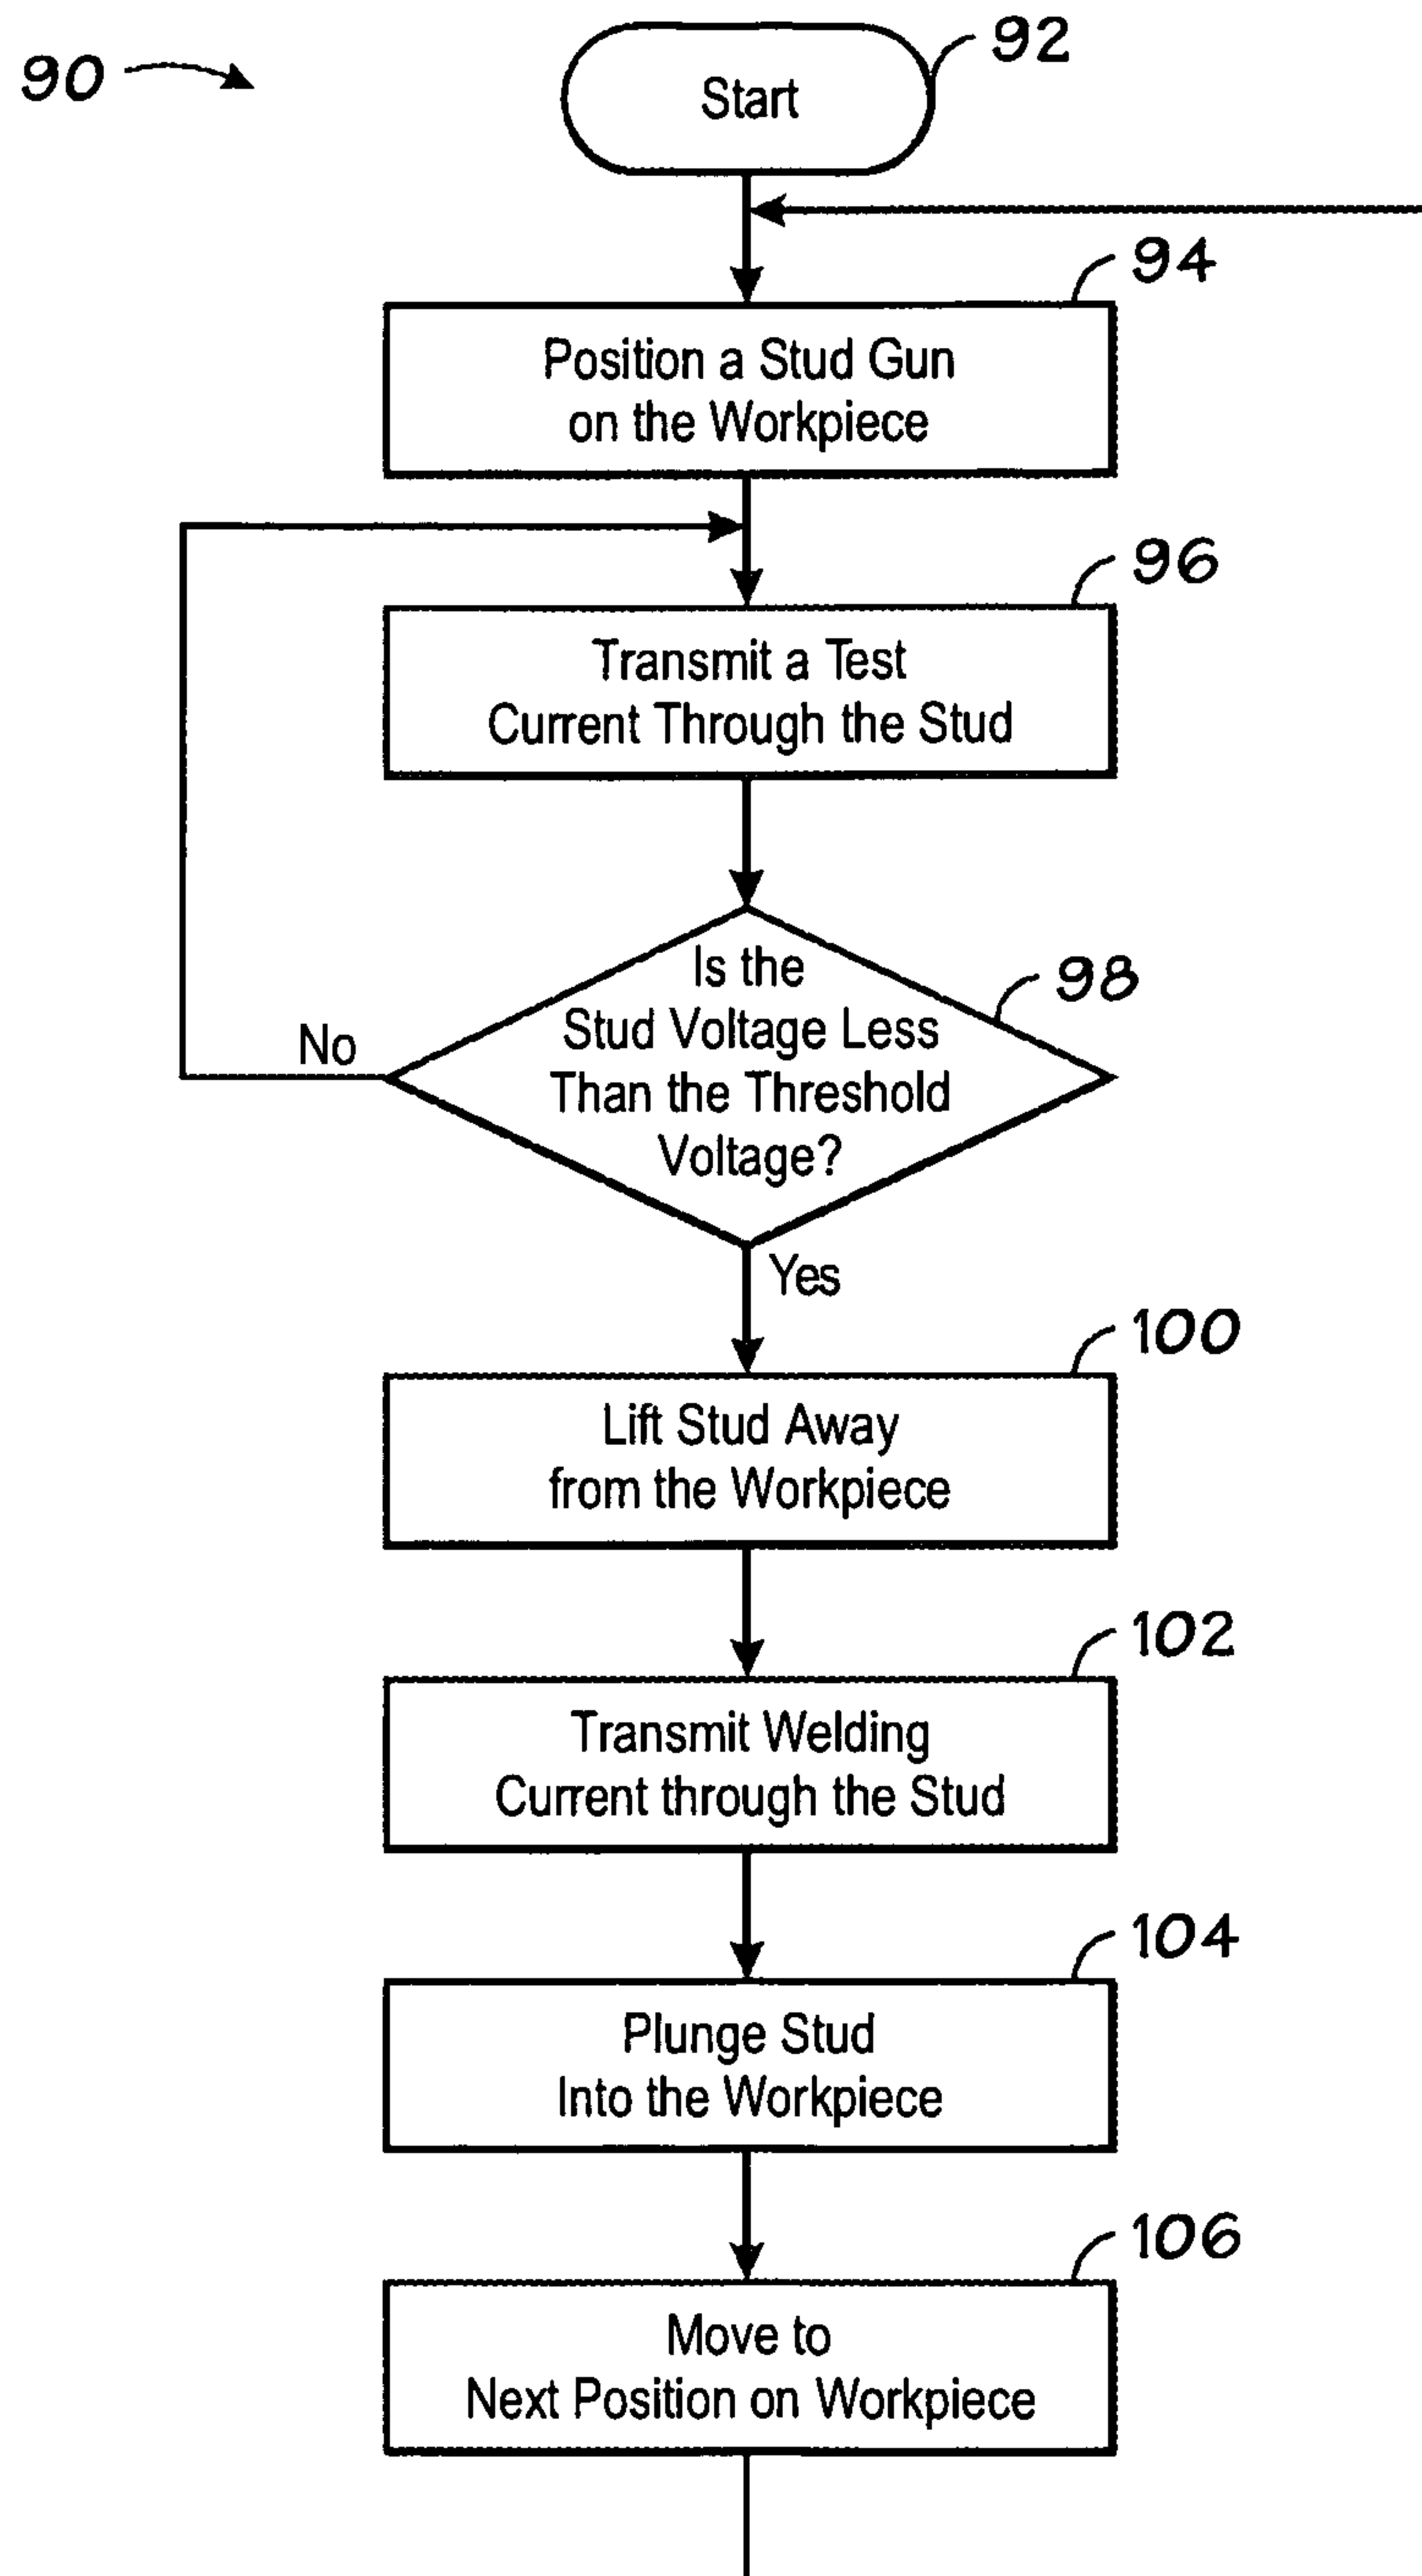 90
92
Start
94
Position a Stud Gun
on the Workpiece
96
Transmit a Test
Current Through the Stud
98
Is the
Stud Voltage Less
Than the Threshold
Voltage?
No
Yes
100
Lift Stud Away
from the Workpiece
102
Transmit Welding
Current through the Stud
104
Plunge Stud
Into the Workpiece
106
Move to
Next Position on Workpiece